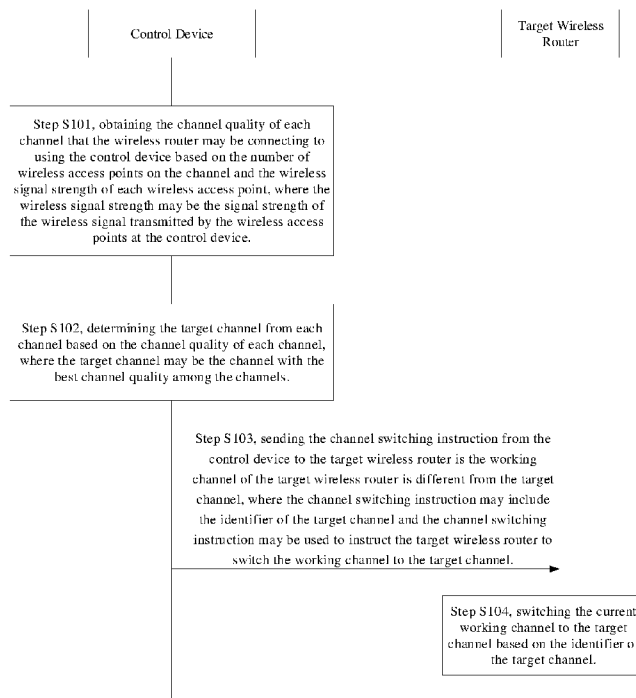 Control Device
Target Wireless
Router
Step S101, obtaining the channel quality of each
channel that the wireless router may be connecting to
using the control device based on the number of
wireless access points on the channel and the wireless
signal strength of each wireless access point, where the
wireless signal strength may be the signal strength of
the wireless signal transmitted by the wireless access
points at the control device.
Step S102, determining the target channel from each
channel based on the channel quality of each channel,
where the target channel may be the channel with the
best channel quality among the channels.
Step S103, sending the channel switching instruction from the
control device to the target wireless router is the working
channel of the target wireless router is different from the target
channel, where the channel switching instruction may include
the identifier of the target channel and the channel switching
instruction may be used to instruct the target wireless router to
switch the working channel to the target channel.
Step S104, switching the current
working channel to the target
channel based on the identifier o
the target channel.